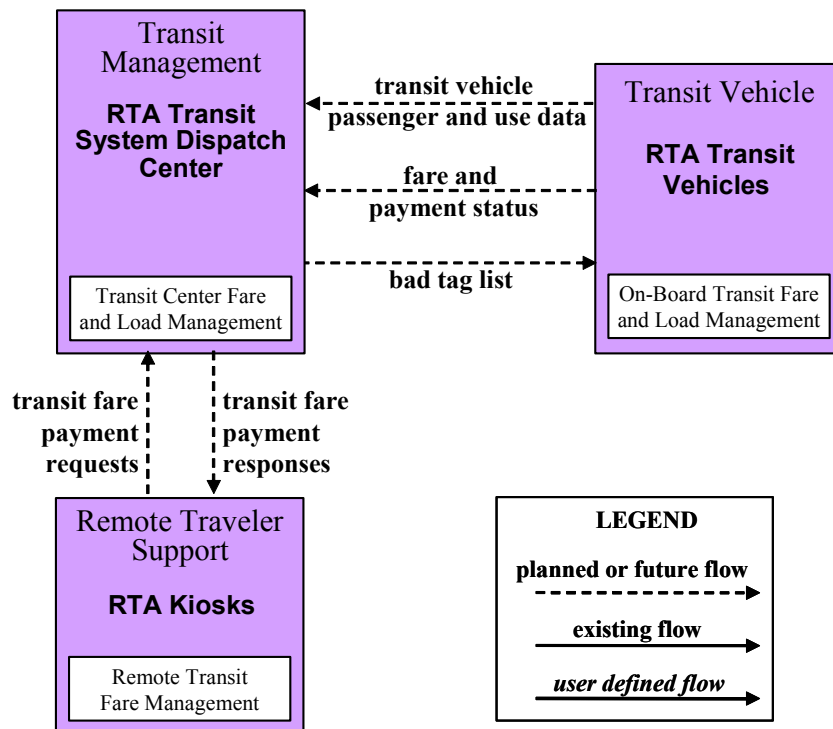 Transit
Management
RTA Transit
System Dispatch
Center
Transit Center Fare
and Load Management
transit vehicle
passenger and use data
fare and
payment status
bad tag list
Transit Vehicle
RTA Transit
Vehicles
On-Board Transit Fare
and Load Management
transit fare
payment
requests
transit fare
payment
responses
Remote Traveler
Support
RTA Kiosks
Remote Transit
Fare Management
LEGEND
planned or future flow
existing flow
user defined flow